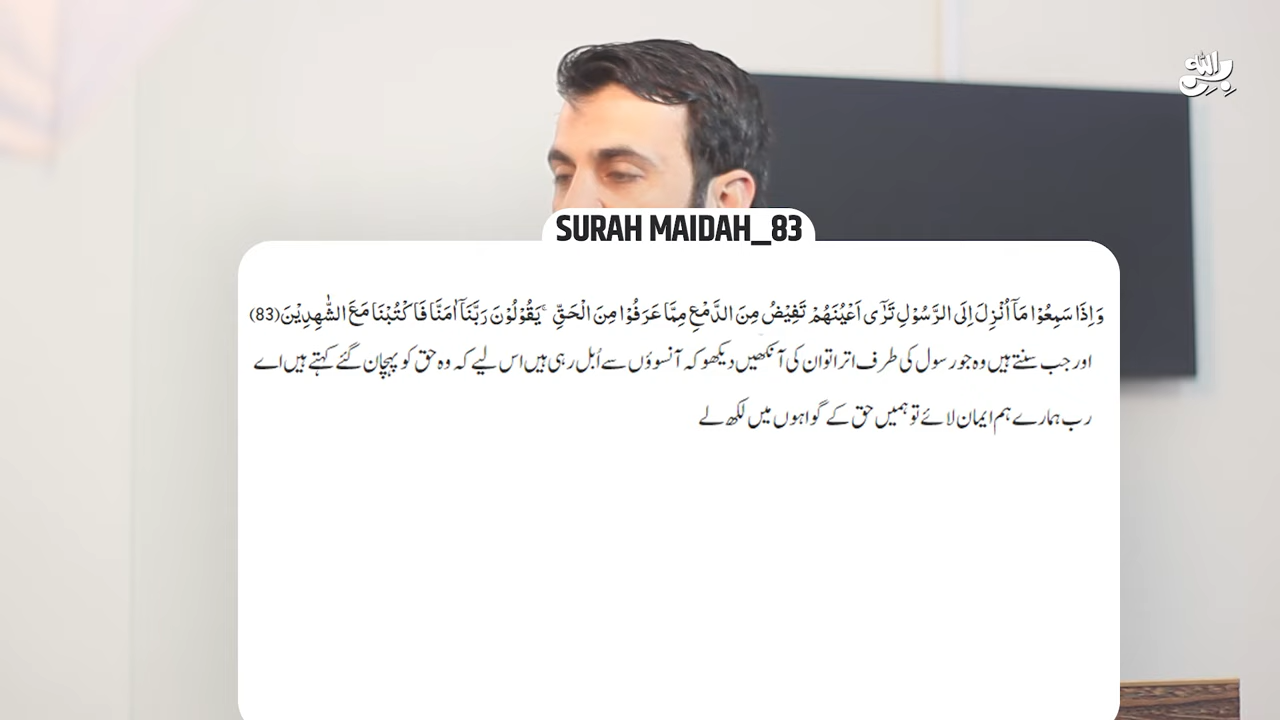 بسم الله
SURAH MAIDAH_83
وَ اِذَا سَمِعُوْا مَاۤ اُنْزِلَ اِلَى الرَّسُوْلِ تَرٰۤى اَعْیُنَهُمْ تَفِیْضُ مِنَ الدَّمْعِ مِمَّا عَرَفُوْا مِنَ الْحَقِّ ۚ یَقُوْلُوْنَ رَبَّنَاۤ اٰمَنَّا فَاكْتُبْنَا مَعَ الشّٰهِدِیْنَ(83)
اور جب سنتے ہیں وہ جو رسول کی طرف اترا تو ان کی آنکھیں دیکھو کہ آنسوؤں سے اُبل رہی ہیں اس لیے کہ وہ حق کو پہچان گئے کہتے ہیں اے
رب ہمارے ہم ایمان لائے تو ہمیں حق کے گواہوں میں لکھ لے